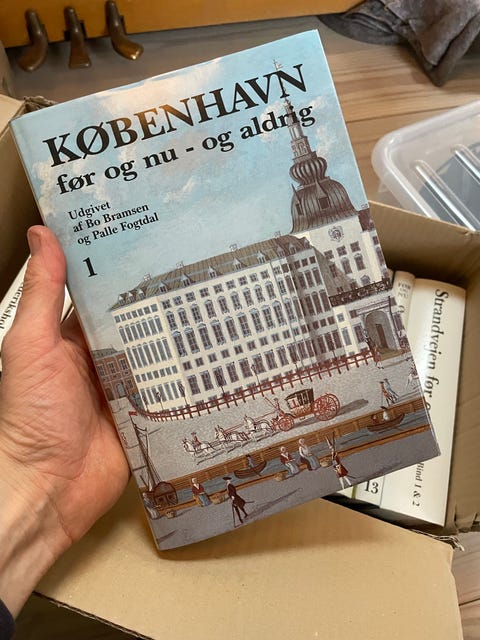 KØBENHAVN
før og nu - og aldrig
Udgivet
af Bo Bramsen
og Palle Fogtdal
1
Strandvejen før
Bind 1 & 2
13